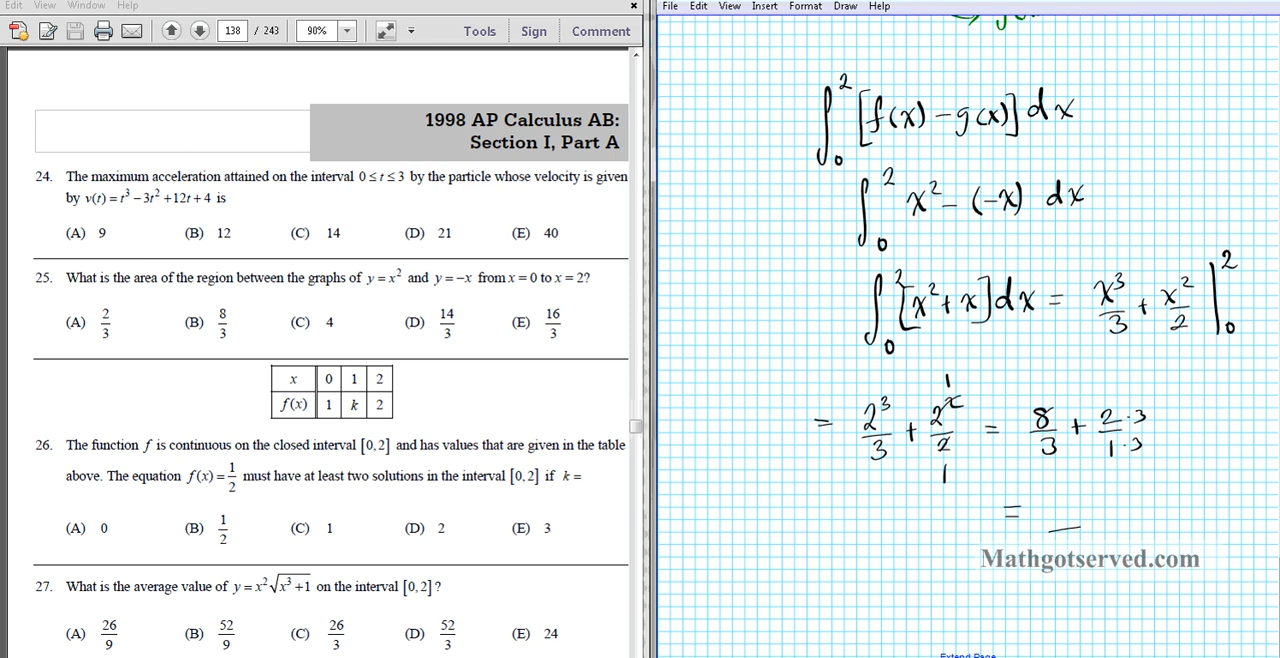 Edit View Window Help
138 / 243 90% Tools Sign Comment
1998 AP Calculus AB:
Section I, Part A
24. The maximum acceleration attained on the interval 0 ≤ t ≤ 3 by the particle whose velocity is given
by v(t) = t³ − 3t² + 12t + 4 is
(A) 9 (B) 12 (C) 14 (D) 21 (E) 40
25. What is the area of the region between the graphs of y = x² and y = −x from x = 0 to x = 2?
(A) 2/3 (B) 8/3 (C) 4 (D) 14/3 (E) 16/3
x 0 1 2
f(x) 1 k 2
26. The function f is continuous on the closed interval [0,2] and has values that are given in the table
above. The equation f(x) = 1/2 must have at least two solutions in the interval [0,2] if k =
(A) 0 (B) 1/2 (C) 1 (D) 2 (E) 3
27. What is the average value of y = x²√(x³+1) on the interval [0,2]?
(A) 26/9 (B) 52/9 (C) 26/3 (D) 52/3 (E) 24
File Edit View Insert Format Draw Help
∫₀² [f(x) − g(x)] dx
∫₀² x² − (−x) dx
∫₀² [x² + x] dx = x³/3 + x²/2 |₀²
= 2³/3 + 2²/2 = 8/3 + 2·3/1·3
1
1
=
Mathgotserved.com
Extend Page